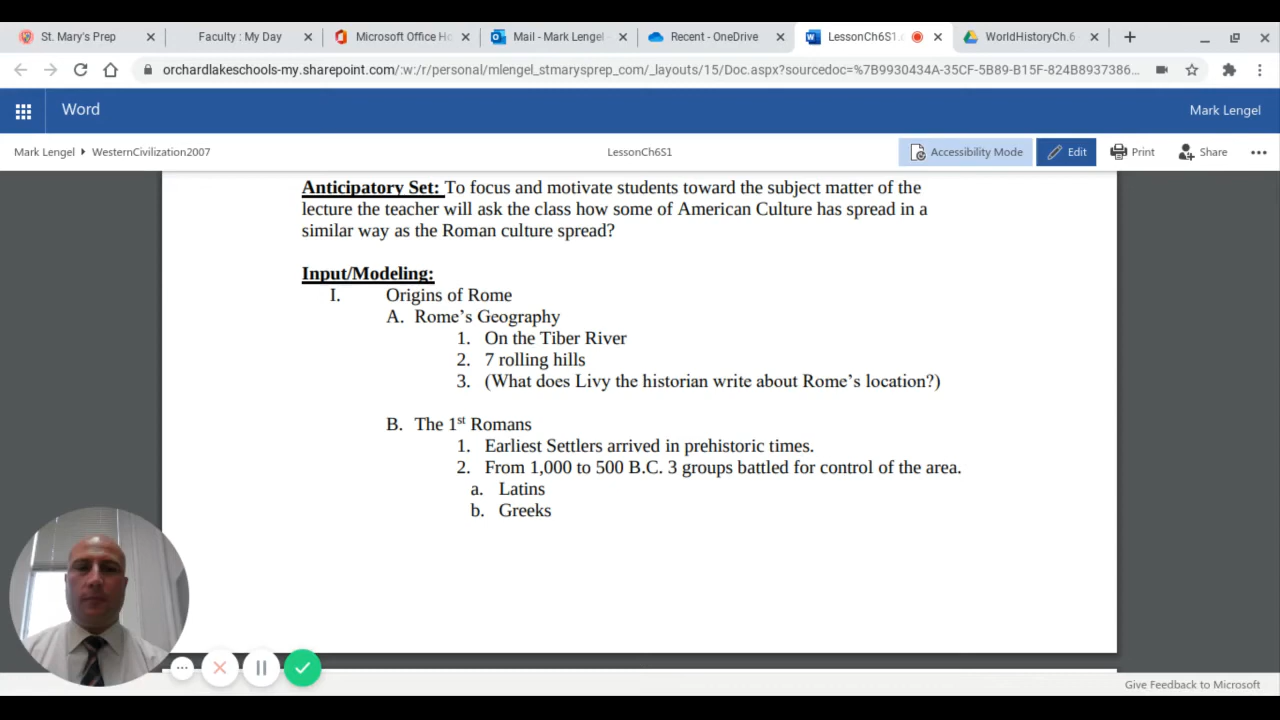 St. Mary's Prep
Faculty : My Day
Microsoft Office Ho
Mail - Mark Lengel -
Recent - OneDrive
LessonCh6S1.
WorldHistoryCh.6 -
orchardlakeschools-my.sharepoint.com/:w:/r/personal/mlengel_stmarysprep_com/_layouts/15/Doc.aspx?sourcedoc=%7B9930434A-35CF-5B89-B15F-824B8937386...
Word
Mark Lengel
Mark Lengel ▸ WesternCivilization2007
LessonCh6S1
Accessibility Mode
Edit
Print
Share
Anticipatory Set: To focus and motivate students toward the subject matter of the
lecture the teacher will ask the class how some of American Culture has spread in a
similar way as the Roman culture spread?
Input/Modeling:
I. Origins of Rome
A. Rome's Geography
1. On the Tiber River
2. 7 rolling hills
3. (What does Livy the historian write about Rome's location?)
B. The 1st Romans
1. Earliest Settlers arrived in prehistoric times.
2. From 1,000 to 500 B.C. 3 groups battled for control of the area.
a. Latins
b. Greeks
Give Feedback to Microsoft